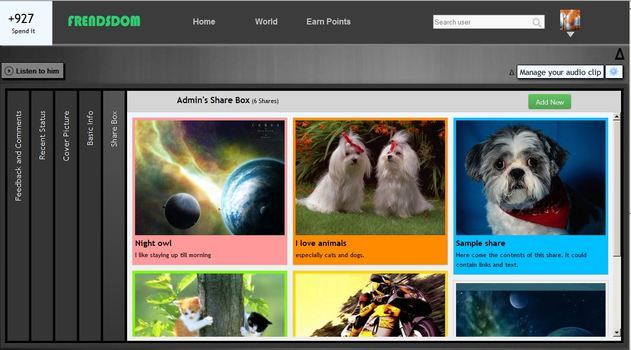 +927
Spend It
FRENDSDOM
Home
World
Earn Points
Search user
Listen to him
Manage your audio clip
Feedback and Comments
Recent Status
Cover Picture
Basic Info
Share Box
Admin's Share Box (6 Shares)
Add New
Night owl
I like staying up till morning
I love animals
especially cats and dogs.
Sample share
Here come the contents of this share. It could
contain links and text.